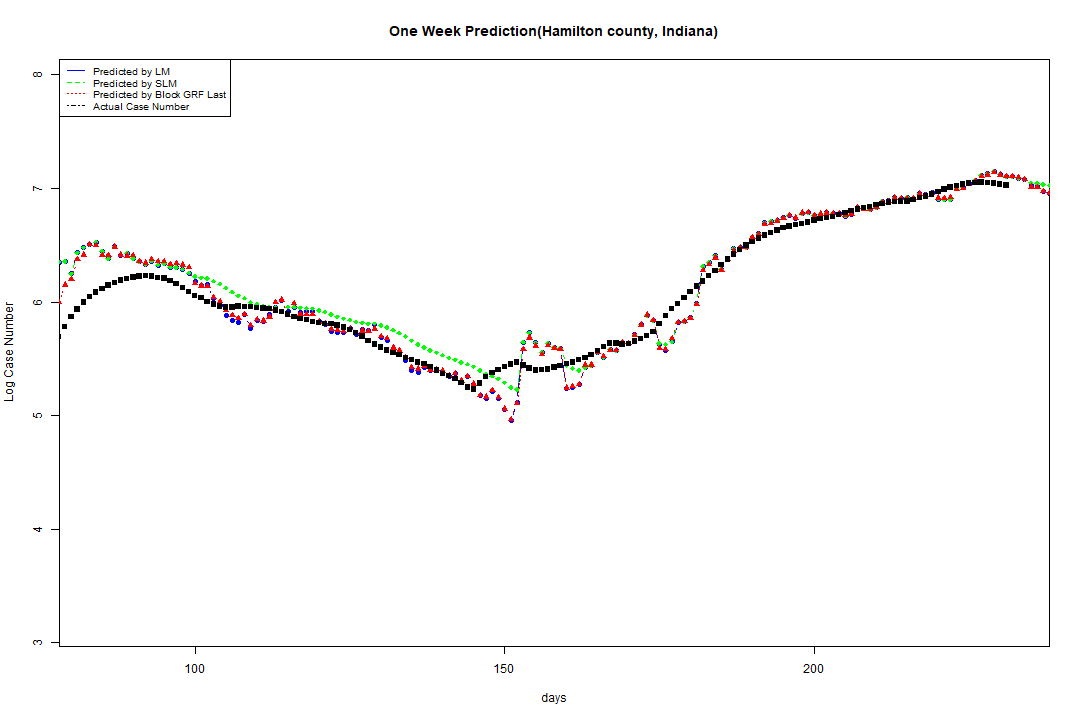 One Week Prediction(Hamilton county, Indiana)
Predicted by LM
Predicted by SLM
Predicted by Block GRF Last
Actual Case Number
8
7
6
5
4
3
Log Case Number
100
150
200
days